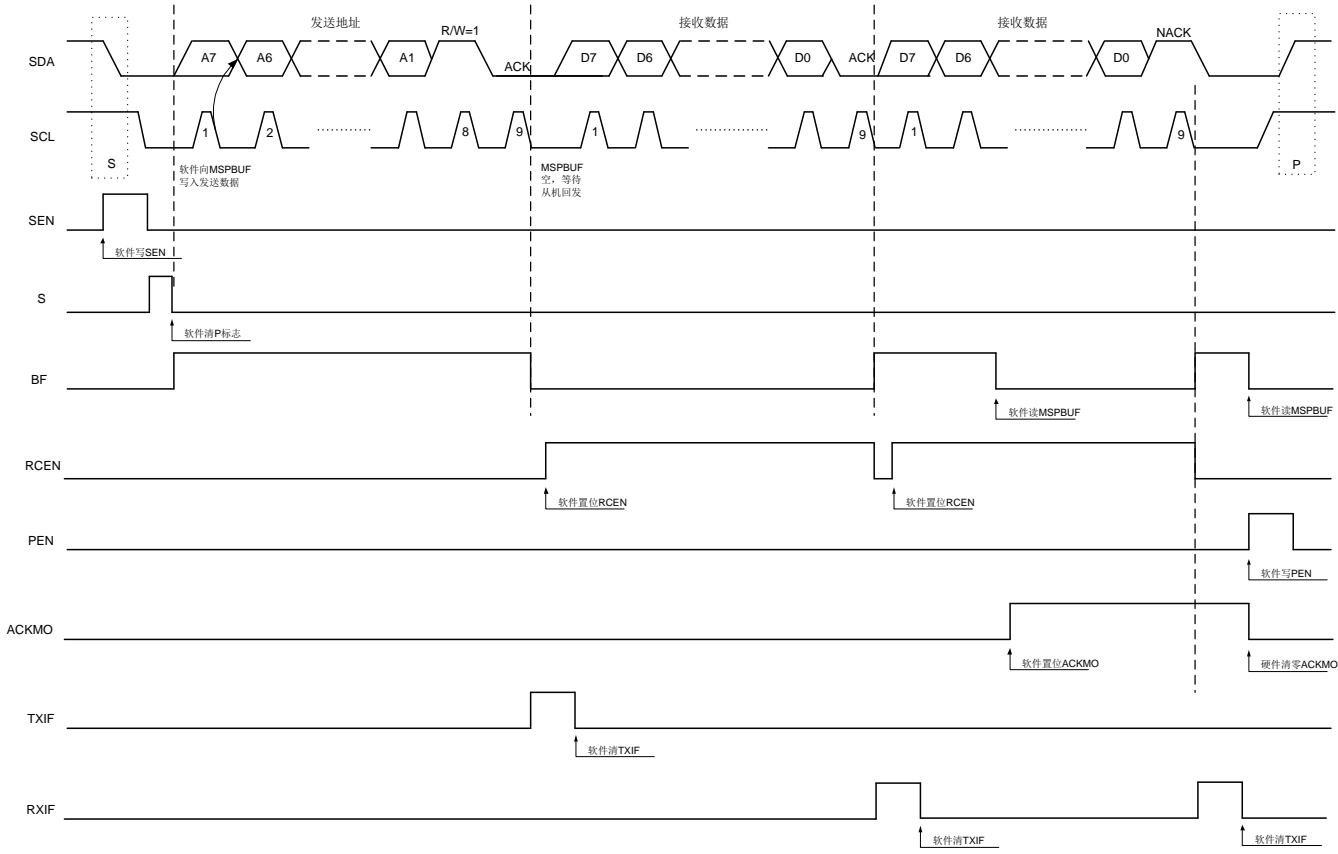 发送地址
接收数据
接收数据
SDA
A7
A6
A1
R/W=1
ACK
D7
D6
D0
ACK
D7
D6
D0
NACK
SCL
1
2
8
9
1
9
1
9
S
P
软件向MSPBUF
写入发送数据
MSPBUF
空，等待
从机回发
SEN
软件写SEN
S
软件清P标志
BF
软件读MSPBUF
软件读MSPBUF
RCEN
软件置位RCEN
软件置位RCEN
PEN
软件写PEN
ACKMO
软件置位ACKMO
硬件清零ACKMO
TXIF
软件清TXIF
RXIF
软件清TXIF
软件清TXIF